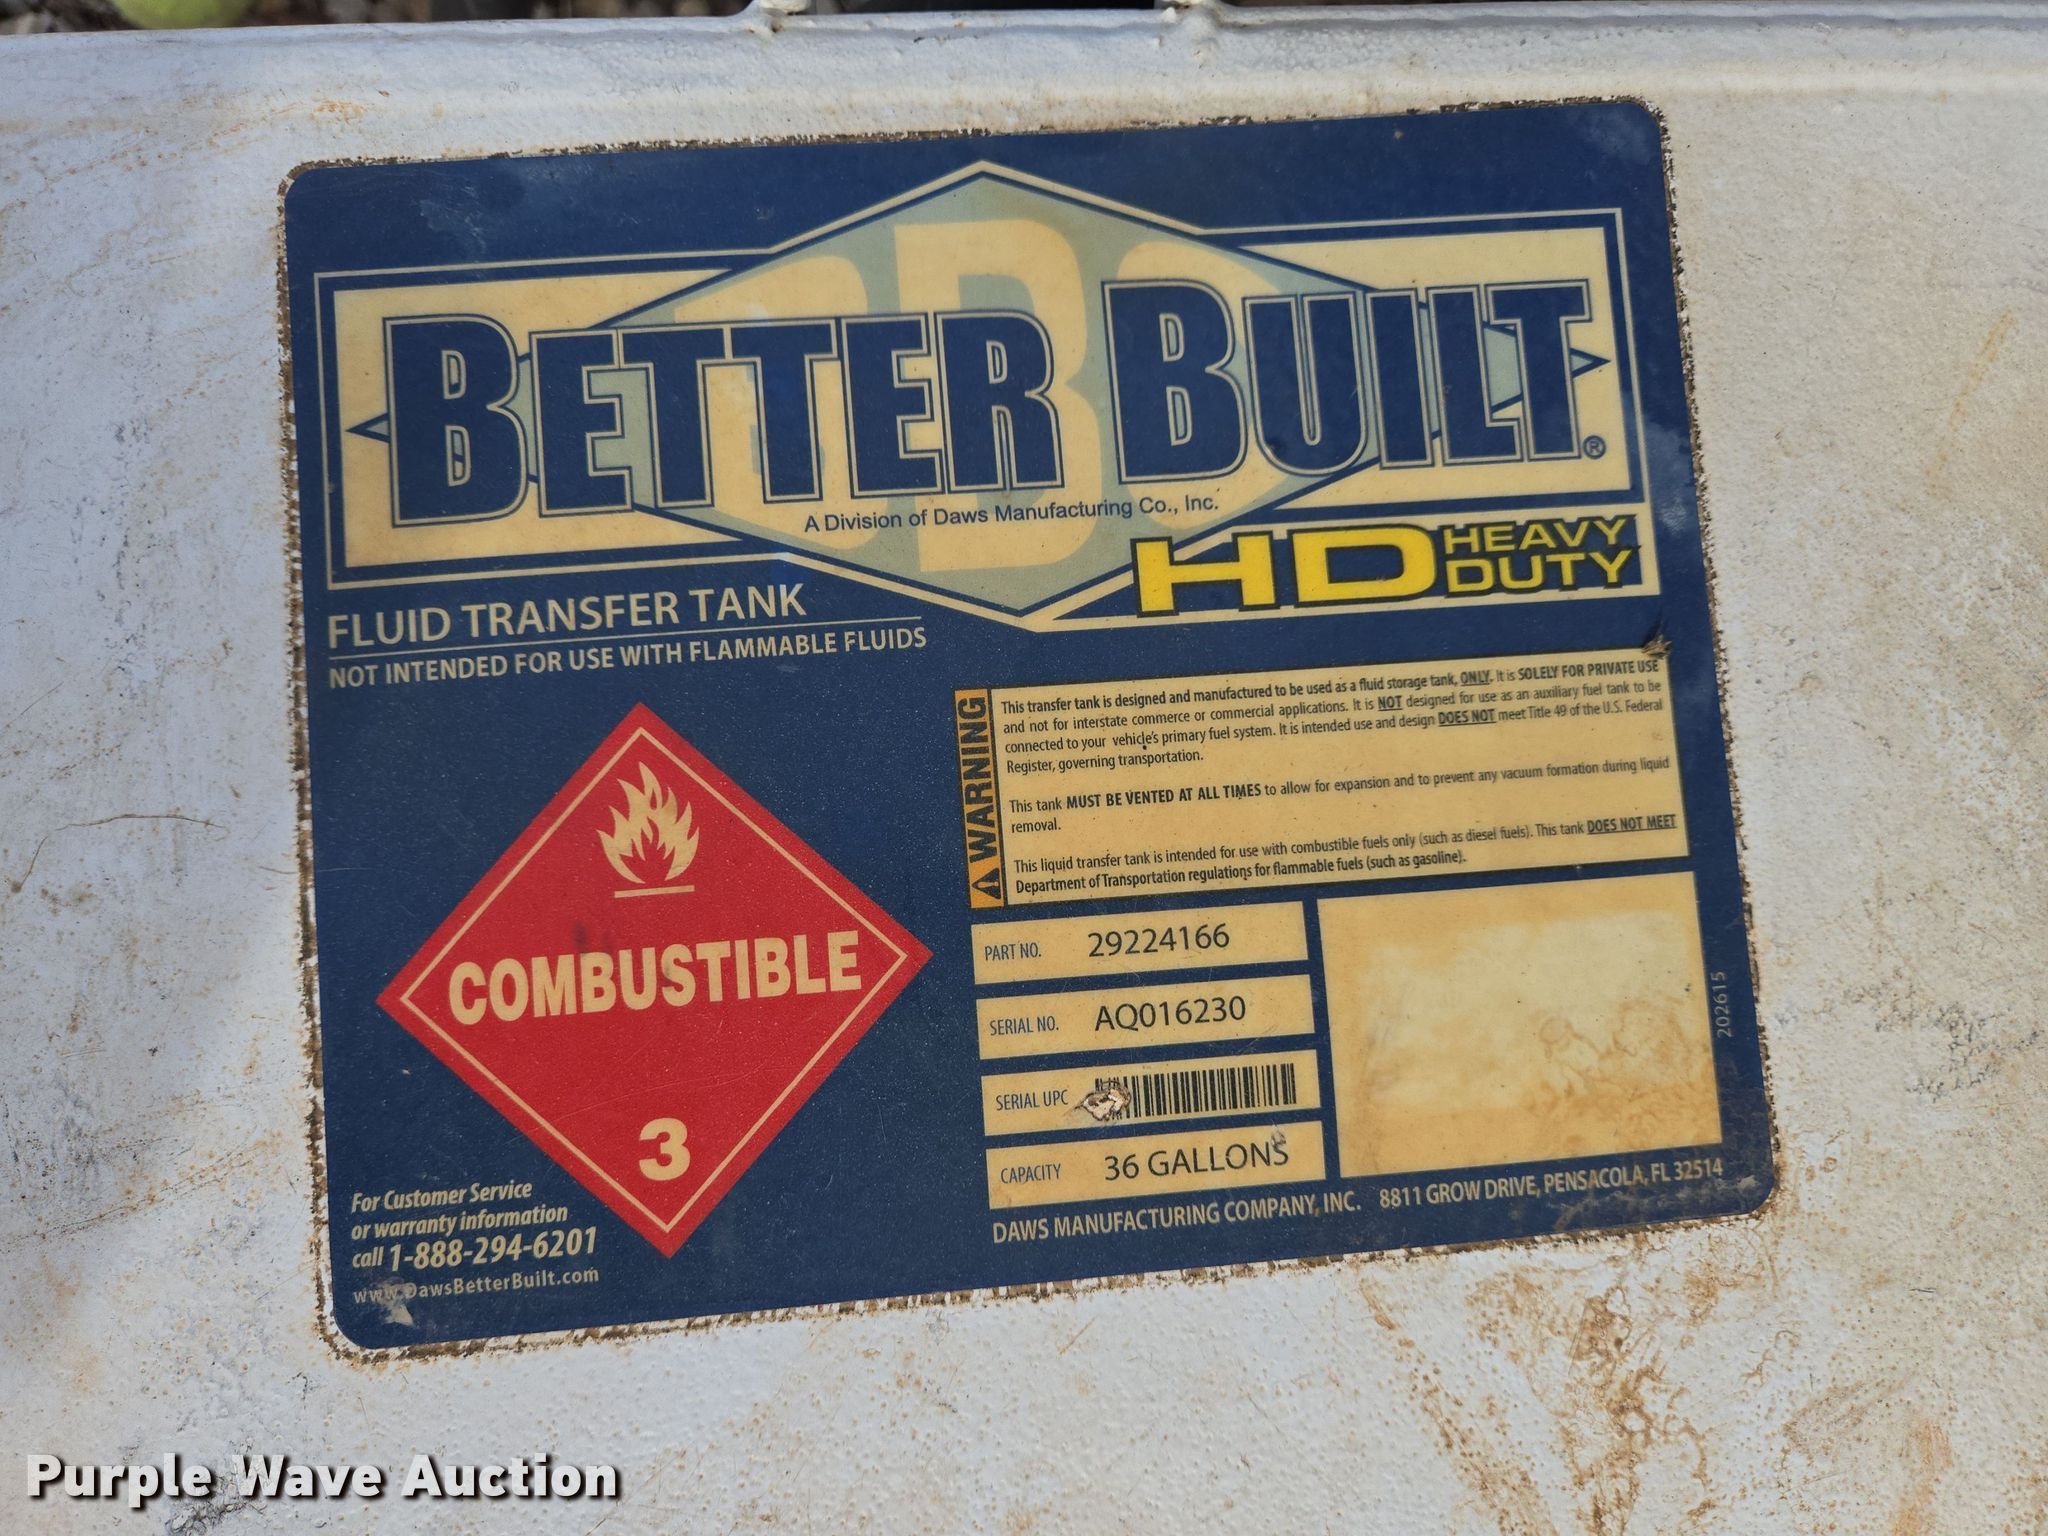 BETTER BUILT®
A Division of Daws Manufacturing Co., Inc.
HD HEAVY DUTY
FLUID TRANSFER TANK
NOT INTENDED FOR USE WITH FLAMMABLE FLUIDS
WARNING
This transfer tank is designed and manufactured to be used as a fluid storage tank, ONLY. It is SOLELY FOR PRIVATE USE
and not for interstate commerce or commercial applications. It is NOT designed for use as an auxiliary fuel tank to be
connected to your vehicle's primary fuel system. It is intended use and design DOES NOT meet Title 49 of the U.S. Federal
Register, governing transportation.
This tank MUST BE VENTED AT ALL TIMES to allow for expansion and to prevent any vacuum formation during liquid
removal.
This liquid transfer tank is intended for use with combustible fuels only (such as diesel fuels). This tank DOES NOT MEET
Department of Transportation regulations for flammable fuels (such as gasoline).
COMBUSTIBLE
3
PART NO. 29224166
SERIAL NO. AQ016230
SERIAL UPC
CAPACITY 36 GALLONS
202615
For Customer Service
or warranty information
call 1-888-294-6201
www.DawsBetterBuilt.com
DAWS MANUFACTURING COMPANY, INC. 8811 GROW DRIVE, PENSACOLA, FL 32514
Purple Wave Auction